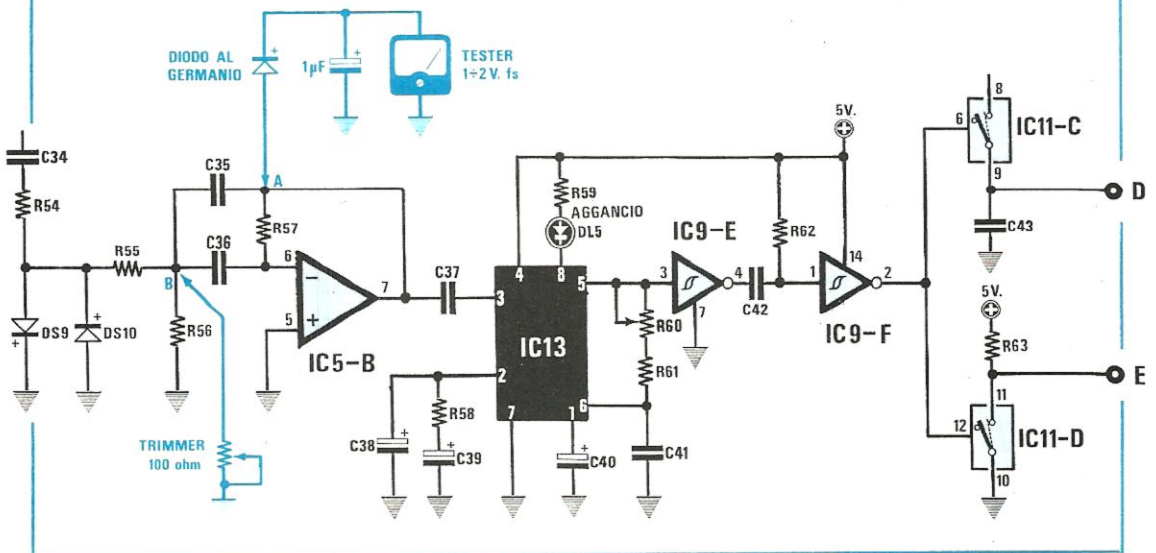 DIODO AL
GERMANIO
1µF
TESTER
1÷2 V. fs
C34
R54
C35
A
R57
C36
R55
B
R56
DS9
DS10
6
7
5
IC5-B
C37
TRIMMER
100 ohm
C38
R58
C39
IC13
3
4
8
5
2
6
7
1
C40
C41
R59
AGGANCIO
DL5
R60
R61
IC9-E
3
4
7
C42
R62
5V.
14
1
2
IC9-F
8
6
IC11-C
9
D
C43
5V.
R63
E
11
12
IC11-D
10